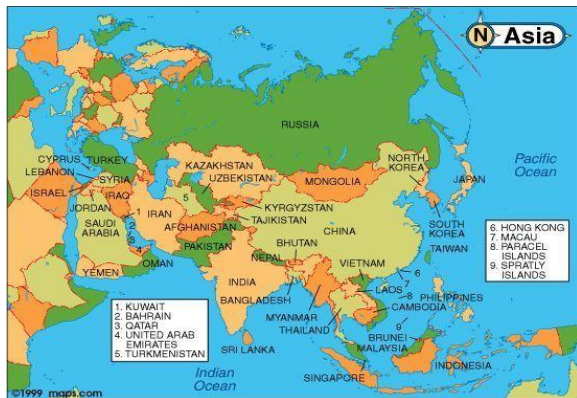 N Asia
RUSSIA
Pacific
Ocean
CYPRUS
TURKEY
LEBANON
SYRIA
ISRAEL
IRAQ
JORDAN
SAUDI
ARABIA
1
2
3
4
IRAN
YEMEN
OMAN
KAZAKHSTAN
UZBEKISTAN
5
KYRGYZSTAN
TAJIKISTAN
AFGHANISTAN
PAKISTAN
MONGOLIA
NORTH
KOREA
JAPAN
SOUTH
KOREA
CHINA
TAIWAN
NEPAL
BHUTAN
INDIA
BANGLADESH
MYANMAR
THAILAND
VIETNAM
LAOS
CAMBODIA
6
7
8
9
PHILIPPINES
BRUNEI
MALAYSIA
SINGAPORE
INDONESIA
SRI LANKA
6. HONG KONG
7. MACAU
8. PARACEL
ISLANDS
9. SPRATLY
ISLANDS
1. KUWAIT
2. BAHRAIN
3. QATAR
4. UNITED ARAB
EMIRATES
5. TURKMENISTAN
Indian
Ocean
©1999 maps.com